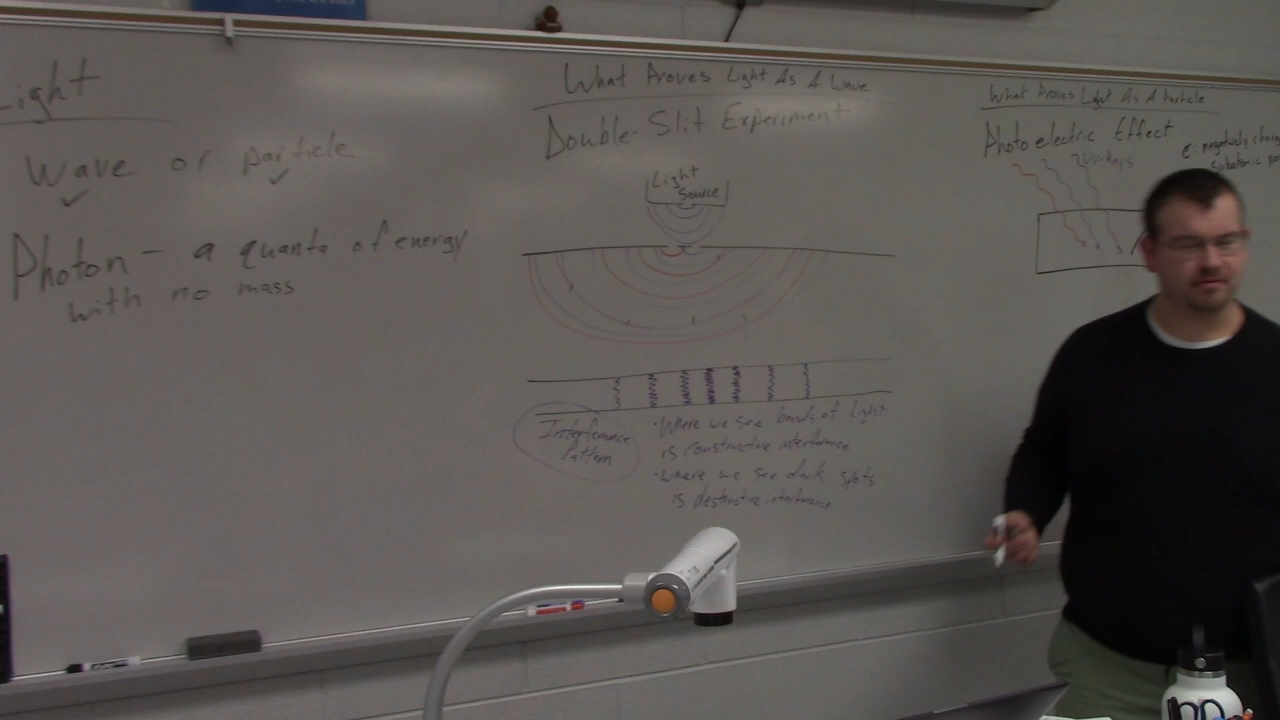 Light
Wave or particle
Photon - a quanta of energy
with no mass
What Proves Light As A Wave
Double-Slit Experiment
Light
Source
Interference
Pattern
· Where we see bands of light
is constructive interference
· Where we see dark spots
is destructive interference
What Proves Light As A Particle
Photoelectric Effect
UV-Rays
e- negatively
subatomic